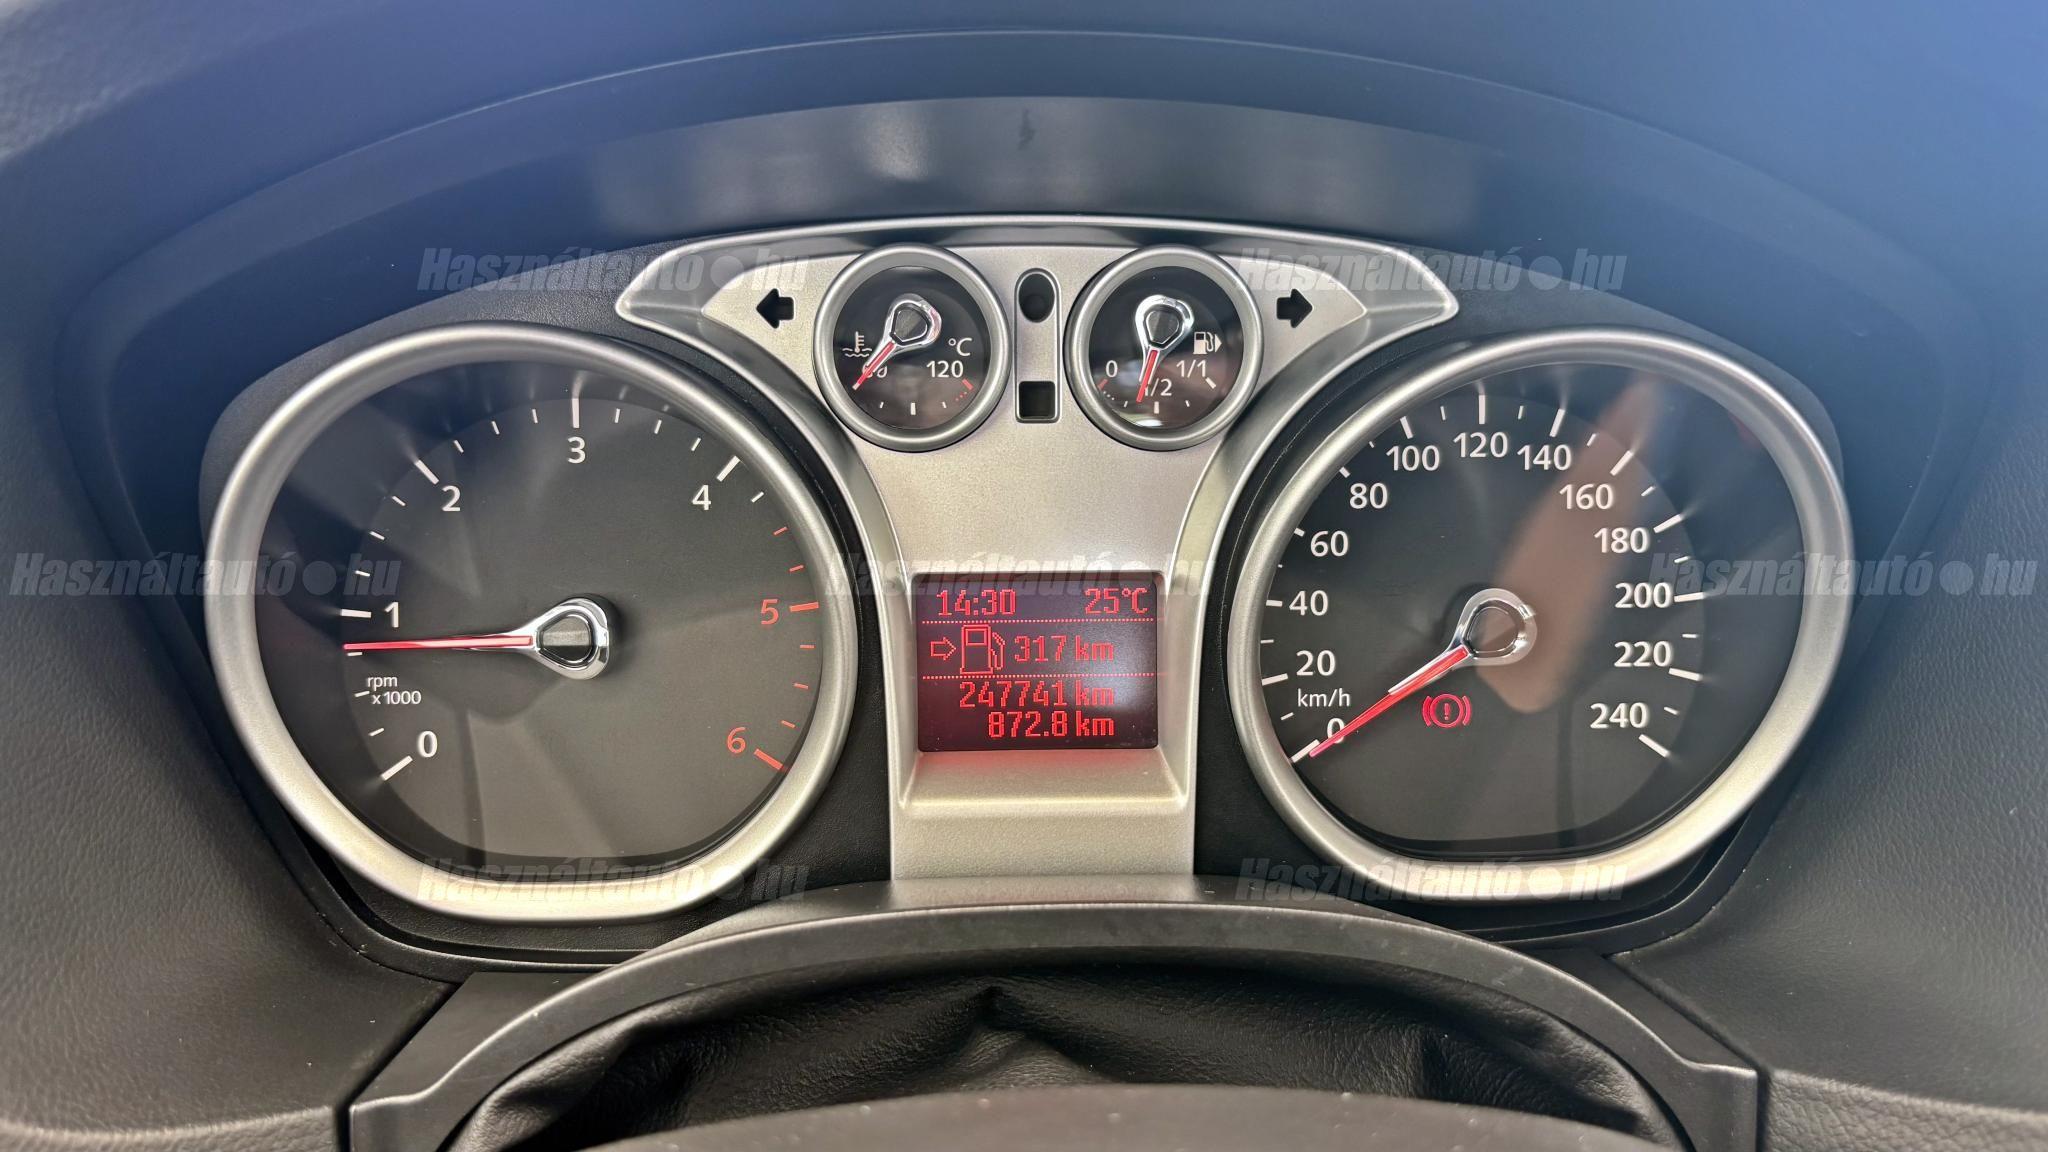 Használtautó.hu
Használtautó.hu
°C
120
0
1/1
/2
3
2
4
1
5
rpm
x1000
0
6
120
100
140
80
160
60
180
40
200
20
220
km/h
0
240
Használtautó.hu
Használtautó.hu
Használtautó.hu
14:30 25°C
317 km
247741 km
872.8 km
Használtautó.hu
Használtautó.hu